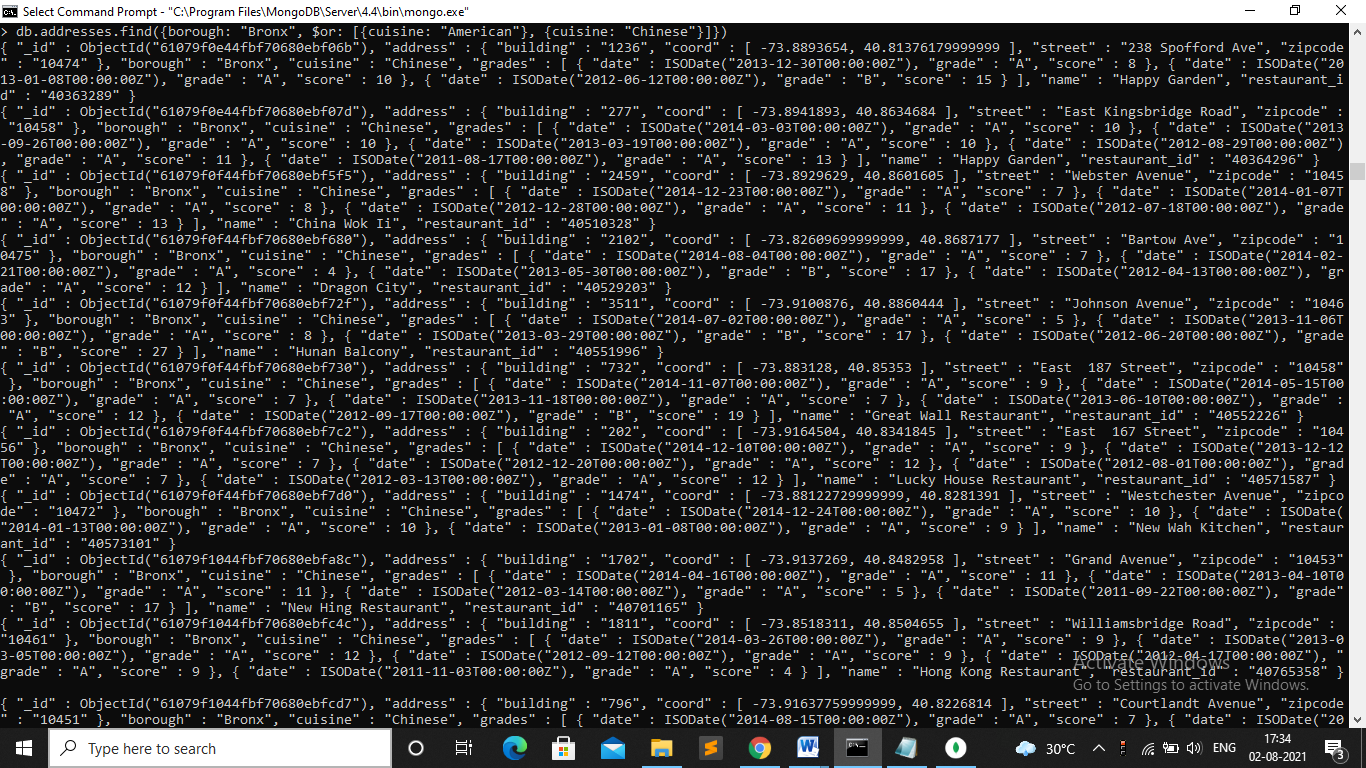 Select Command Prompt - "C:\Program Files\MongoDB\Server\4.4\bin\mongo.exe"
> db.addresses.find({borough: "Bronx", $or: [{cuisine: "American"}, {cuisine: "Chinese"}]})
{ "_id" : ObjectId("61079f0e44fbf70680ebf06b"), "address" : { "building" : "1236", "coord" : [ -73.8893654, 40.81376179999999 ], "street" : "238 Spofford Ave", "zipcode
" : "10474" }, "borough" : "Bronx", "cuisine" : "Chinese", "grades" : [ { "date" : ISODate("2013-12-30T00:00:00Z"), "grade" : "A", "score" : 8 }, { "date" : ISODate("20
13-01-08T00:00:00Z"), "grade" : "A", "score" : 10 }, { "date" : ISODate("2012-06-12T00:00:00Z"), "grade" : "B", "score" : 15 } ], "name" : "Happy Garden", "restaurant_i
d" : "40363289" }
{ "_id" : ObjectId("61079f0e44fbf70680ebf07d"), "address" : { "building" : "277", "coord" : [ -73.8941893, 40.8634684 ], "street" : "East Kingsbridge Road", "zipcode" :
 "10458" }, "borough" : "Bronx", "cuisine" : "Chinese", "grades" : [ { "date" : ISODate("2014-03-03T00:00:00Z"), "grade" : "A", "score" : 10 }, { "date" : ISODate("2013
-09-26T00:00:00Z"), "grade" : "A", "score" : 10 }, { "date" : ISODate("2013-03-19T00:00:00Z"), "grade" : "A", "score" : 10 }, { "date" : ISODate("2012-08-29T00:00:00Z")
, "grade" : "A", "score" : 11 }, { "date" : ISODate("2011-08-17T00:00:00Z"), "grade" : "A", "score" : 13 } ], "name" : "Happy Garden", "restaurant_id" : "40364296" }
{ "_id" : ObjectId("61079f0f44fbf70680ebf5f5"), "address" : { "building" : "2459", "coord" : [ -73.8929629, 40.8601605 ], "street" : "Webster Avenue", "zipcode" : "1045
8" }, "borough" : "Bronx", "cuisine" : "Chinese", "grades" : [ { "date" : ISODate("2014-12-23T00:00:00Z"), "grade" : "A", "score" : 7 }, { "date" : ISODate("2014-01-07T
00:00:00Z"), "grade" : "A", "score" : 8 }, { "date" : ISODate("2012-12-28T00:00:00Z"), "grade" : "A", "score" : 11 }, { "date" : ISODate("2012-07-18T00:00:00Z"), "grade
" : "A", "score" : 13 } ], "name" : "China Wok Ii", "restaurant_id" : "40510328" }
{ "_id" : ObjectId("61079f0f44fbf70680ebf680"), "address" : { "building" : "2102", "coord" : [ -73.82609699999999, 40.8687177 ], "street" : "Bartow Ave", "zipcode" : "1
0475" }, "borough" : "Bronx", "cuisine" : "Chinese", "grades" : [ { "date" : ISODate("2014-08-04T00:00:00Z"), "grade" : "A", "score" : 7 }, { "date" : ISODate("2014-02-
21T00:00:00Z"), "grade" : "A", "score" : 4 }, { "date" : ISODate("2013-05-30T00:00:00Z"), "grade" : "B", "score" : 17 }, { "date" : ISODate("2012-04-13T00:00:00Z"), "gr
ade" : "A", "score" : 12 } ], "name" : "Dragon City", "restaurant_id" : "40529203" }
{ "_id" : ObjectId("61079f0f44fbf70680ebf72f"), "address" : { "building" : "3511", "coord" : [ -73.9100876, 40.8860444 ], "street" : "Johnson Avenue", "zipcode" : "1046
3" }, "borough" : "Bronx", "cuisine" : "Chinese", "grades" : [ { "date" : ISODate("2014-07-02T00:00:00Z"), "grade" : "A", "score" : 5 }, { "date" : ISODate("2013-11-06T
00:00:00Z"), "grade" : "A", "score" : 8 }, { "date" : ISODate("2013-03-29T00:00:00Z"), "grade" : "B", "score" : 17 }, { "date" : ISODate("2012-06-20T00:00:00Z"), "grade
" : "B", "score" : 27 } ], "name" : "Hunan Balcony", "restaurant_id" : "40551996" }
{ "_id" : ObjectId("61079f0f44fbf70680ebf730"), "address" : { "building" : "732", "coord" : [ -73.883128, 40.85353 ], "street" : "East  187 Street", "zipcode" : "10458"
 }, "borough" : "Bronx", "cuisine" : "Chinese", "grades" : [ { "date" : ISODate("2014-11-07T00:00:00Z"), "grade" : "A", "score" : 9 }, { "date" : ISODate("2014-05-15T00
:00:00Z"), "grade" : "A", "score" : 7 }, { "date" : ISODate("2013-11-18T00:00:00Z"), "grade" : "A", "score" : 7 }, { "date" : ISODate("2013-06-10T00:00:00Z"), "grade" :
 "A", "score" : 12 }, { "date" : ISODate("2012-09-17T00:00:00Z"), "grade" : "B", "score" : 19 } ], "name" : "Great Wall Restaurant", "restaurant_id" : "40552226" }
{ "_id" : ObjectId("61079f0f44fbf70680ebf7c2"), "address" : { "building" : "202", "coord" : [ -73.9164504, 40.8341845 ], "street" : "East  167 Street", "zipcode" : "104
56" }, "borough" : "Bronx", "cuisine" : "Chinese", "grades" : [ { "date" : ISODate("2014-12-10T00:00:00Z"), "grade" : "A", "score" : 9 }, { "date" : ISODate("2013-12-12
T00:00:00Z"), "grade" : "A", "score" : 7 }, { "date" : ISODate("2012-12-20T00:00:00Z"), "grade" : "A", "score" : 12 }, { "date" : ISODate("2012-08-01T00:00:00Z"), "grad
e" : "A", "score" : 7 }, { "date" : ISODate("2012-03-13T00:00:00Z"), "grade" : "A", "score" : 12 } ], "name" : "Lucky House Restaurant", "restaurant_id" : "40571587" }
{ "_id" : ObjectId("61079f0f44fbf70680ebf7d0"), "address" : { "building" : "1474", "coord" : [ -73.88122729999999, 40.8281391 ], "street" : "Westchester Avenue", "zipco
de" : "10472" }, "borough" : "Bronx", "cuisine" : "Chinese", "grades" : [ { "date" : ISODate("2014-12-24T00:00:00Z"), "grade" : "A", "score" : 10 }, { "date" : ISODate(
"2014-01-13T00:00:00Z"), "grade" : "A", "score" : 10 }, { "date" : ISODate("2013-01-08T00:00:00Z"), "grade" : "A", "score" : 9 } ], "name" : "New Wah Kitchen", "restaur
ant_id" : "40573101" }
{ "_id" : ObjectId("61079f1044fbf70680ebfa8c"), "address" : { "building" : "1702", "coord" : [ -73.9137269, 40.8482958 ], "street" : "Grand Avenue", "zipcode" : "10453"
 }, "borough" : "Bronx", "cuisine" : "Chinese", "grades" : [ { "date" : ISODate("2014-04-16T00:00:00Z"), "grade" : "A", "score" : 11 }, { "date" : ISODate("2013-04-10T0
0:00:00Z"), "grade" : "A", "score" : 11 }, { "date" : ISODate("2012-03-14T00:00:00Z"), "grade" : "A", "score" : 5 }, { "date" : ISODate("2011-09-22T00:00:00Z"), "grade"
 : "B", "score" : 17 } ], "name" : "New Hing Restaurant", "restaurant_id" : "40701165" }
{ "_id" : ObjectId("61079f1044fbf70680ebfc4c"), "address" : { "building" : "1811", "coord" : [ -73.8518311, 40.8504655 ], "street" : "Williamsbridge Road", "zipcode" :
"10461" }, "borough" : "Bronx", "cuisine" : "Chinese", "grades" : [ { "date" : ISODate("2014-03-26T00:00:00Z"), "grade" : "A", "score" : 9 }, { "date" : ISODate("2013-0
3-05T00:00:00Z"), "grade" : "A", "score" : 12 }, { "date" : ISODate("2012-09-12T00:00:00Z"), "grade" : "A", "score" : 9 }, { "date" : ISODate("2012-04-17T00:00:00Z"), "
grade" : "A", "score" : 9 }, { "date" : ISODate("2011-11-03T00:00:00Z"), "grade" : "A", "score" : 4 } ], "name" : "Hong Kong Restaurant", "restaurant_id" : "40765358" }
{ "_id" : ObjectId("61079f1044fbf70680ebfcd7"), "address" : { "building" : "796", "coord" : [ -73.91637759999999, 40.8226814 ], "street" : "Courtlandt Avenue", "zipcode
" : "10451" }, "borough" : "Bronx", "cuisine" : "Chinese", "grades" : [ { "date" : ISODate("2014-08-15T00:00:00Z"), "grade" : "A", "score" : 7 }, { "date" : ISODate("20
Activate Windows
Go to Settings to activate Windows.
Type here to search
30°C
ENG
17:34
02-08-2021
3